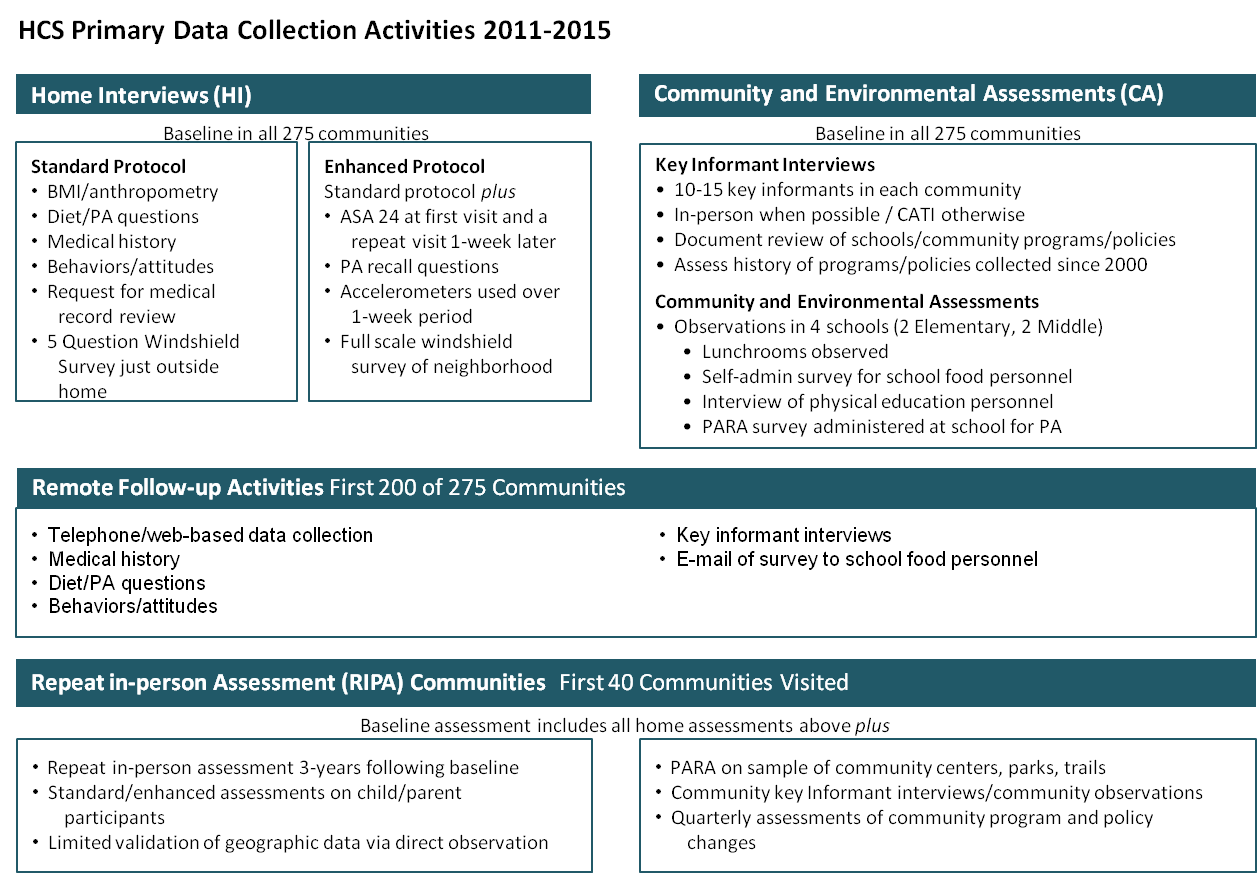 HCS Primary Data Collection Activities 2011-2015
Home Interviews (HI)
Baseline in all 275 communities
Standard Protocol
• BMI/anthropometry
• Diet/PA questions
• Medical history
• Behaviors/attitudes
• Request for medical
record review
• 5 Question Windshield
Survey just outside
home
Enhanced Protocol
Standard protocol plus
• ASA 24 at first visit and a
repeat visit 1-week later
• PA recall questions
• Accelerometers used over
1-week period
• Full scale windshield
survey of neighborhood
Community and Environmental Assessments (CA)
Baseline in all 275 communities
Key Informant Interviews
• 10-15 key informants in each community
• In-person when possible / CATI otherwise
• Document review of schools/community programs/policies
• Assess history of programs/policies collected since 2000
Community and Environmental Assessments
• Observations in 4 schools (2 Elementary, 2 Middle)
• Lunchrooms observed
• Self-admin survey for school food personnel
• Interview of physical education personnel
• PARA survey administered at school for PA
Remote Follow-up Activities First 200 of 275 Communities
• Telephone/web-based data collection
• Medical history
• Diet/PA questions
• Behaviors/attitudes
• Key informant interviews
• E-mail of survey to school food personnel
Repeat in-person Assessment (RIPA) Communities First 40 Communities Visited
Baseline assessment includes all home assessments above plus
• Repeat in-person assessment 3-years following baseline
• Standard/enhanced assessments on child/parent
participants
• Limited validation of geographic data via direct observation
• PARA on sample of community centers, parks, trails
• Community key Informant interviews/community observations
• Quarterly assessments of community program and policy
changes